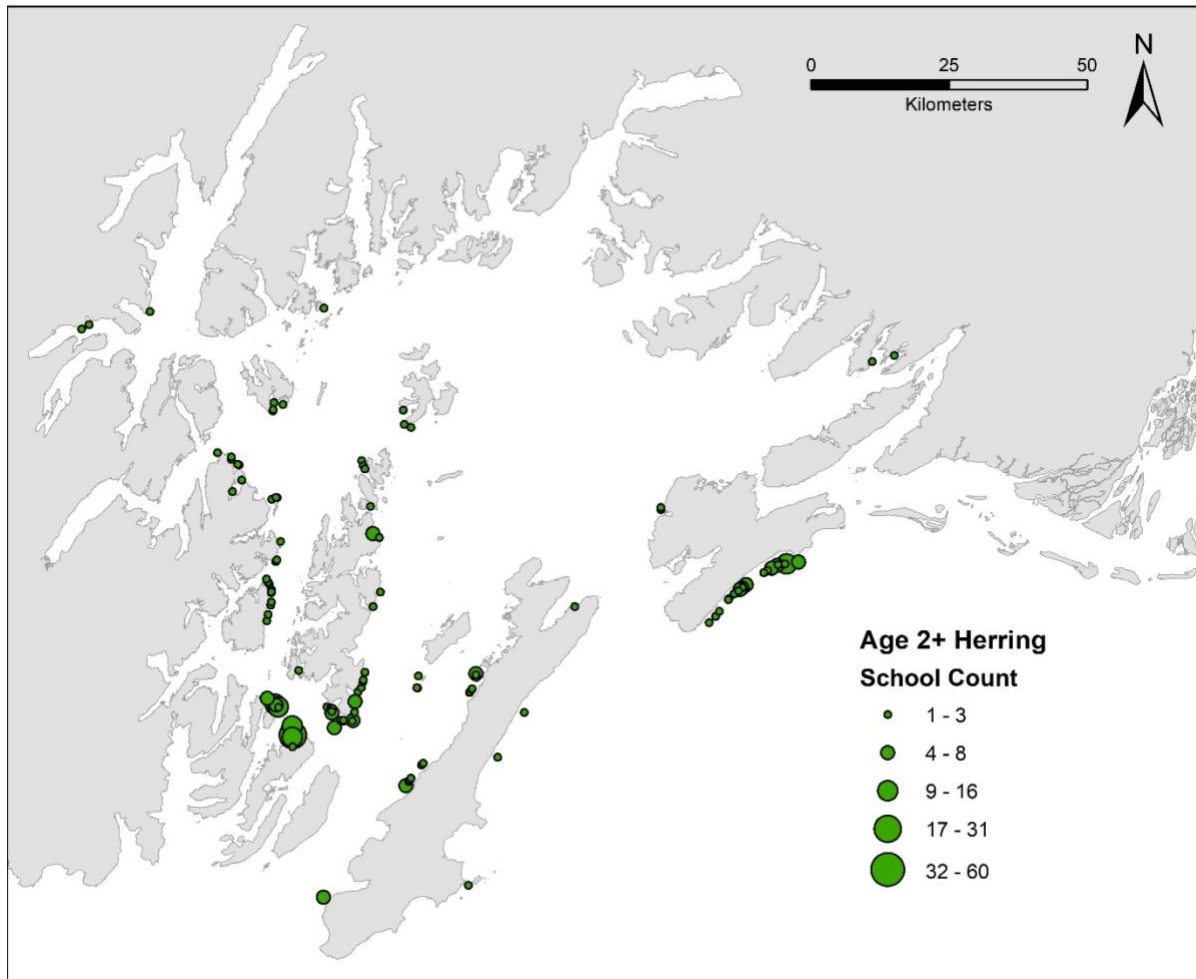 N
0 25 50
Kilometers
Age 2+ Herring
School Count
1 - 3
4 - 8
9 - 16
17 - 31
32 - 60